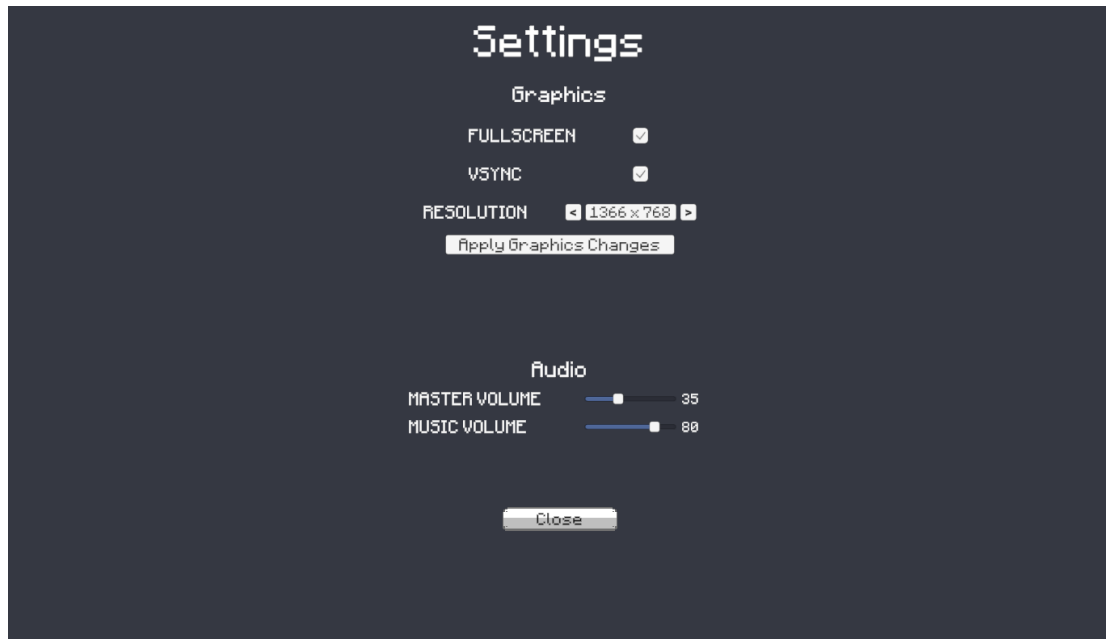 Settings
Graphics
FULLSCREEN
VSYNC
RESOLUTION < 1366 x 768 >
Apply Graphics Changes
Audio
MASTER VOLUME 35
MUSIC VOLUME 80
Close